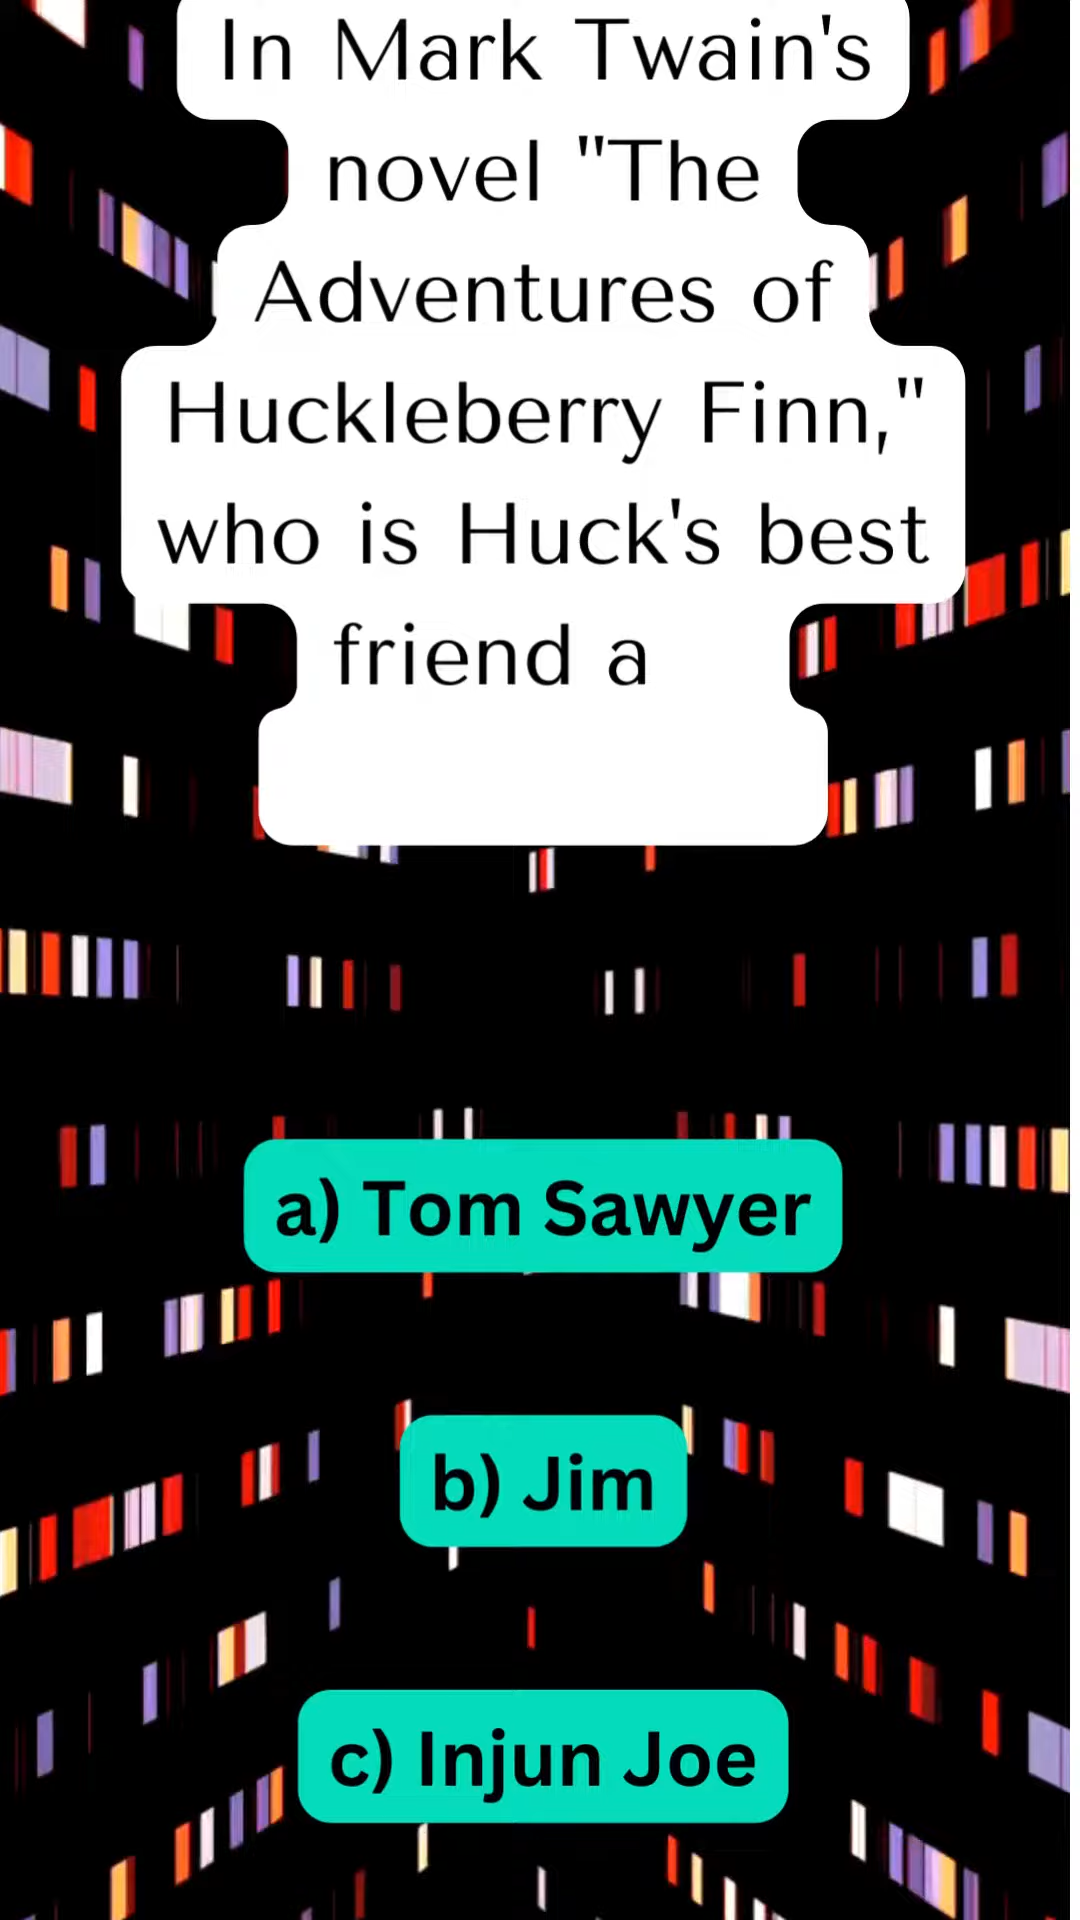 In Mark Twain's
novel "The
Adventures of
Huckleberry Finn,"
who is Huck's best
friend a
a) Tom Sawyer
b) Jim
c) Injun Joe